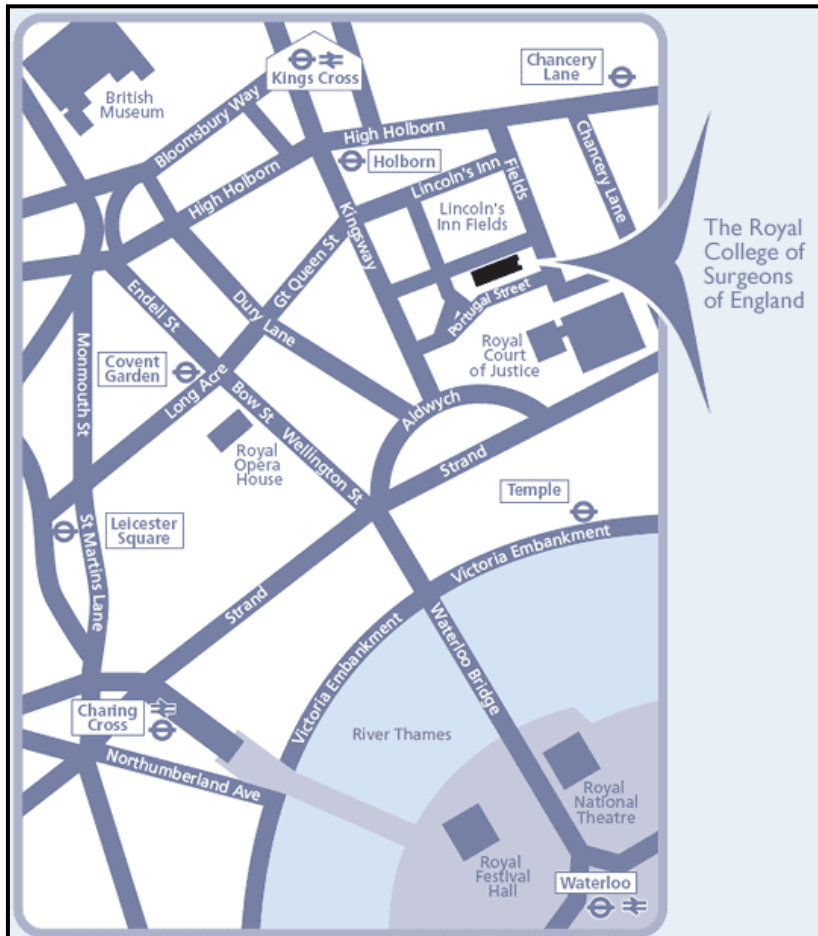 Kings Cross
Chancery
Lane
British
Museum
Bloomsbury Way
High Holborn
Holborn
High Holborn
Lincoln's Inn
Fields
Chancery Lane
Lincoln's
Inn Fields
Kingsway
Gt Queen St
The Royal
College of
Surgeons
of England
Endell St
Dury Lane
Portugal Street
Royal
Court
of Justice
Monmouth St
Covent
Garden
Long Acre
Bow St
Aldwych
Wellington St
Royal
Opera
House
Strand
Temple
Leicester
Square
St Martins Lane
Victoria Embankment
Strand
Victoria Embankment
Waterloo Bridge
Charing
Cross
River Thames
Northumberland Ave
Royal
National
Theatre
Royal
Festival
Hall
Waterloo